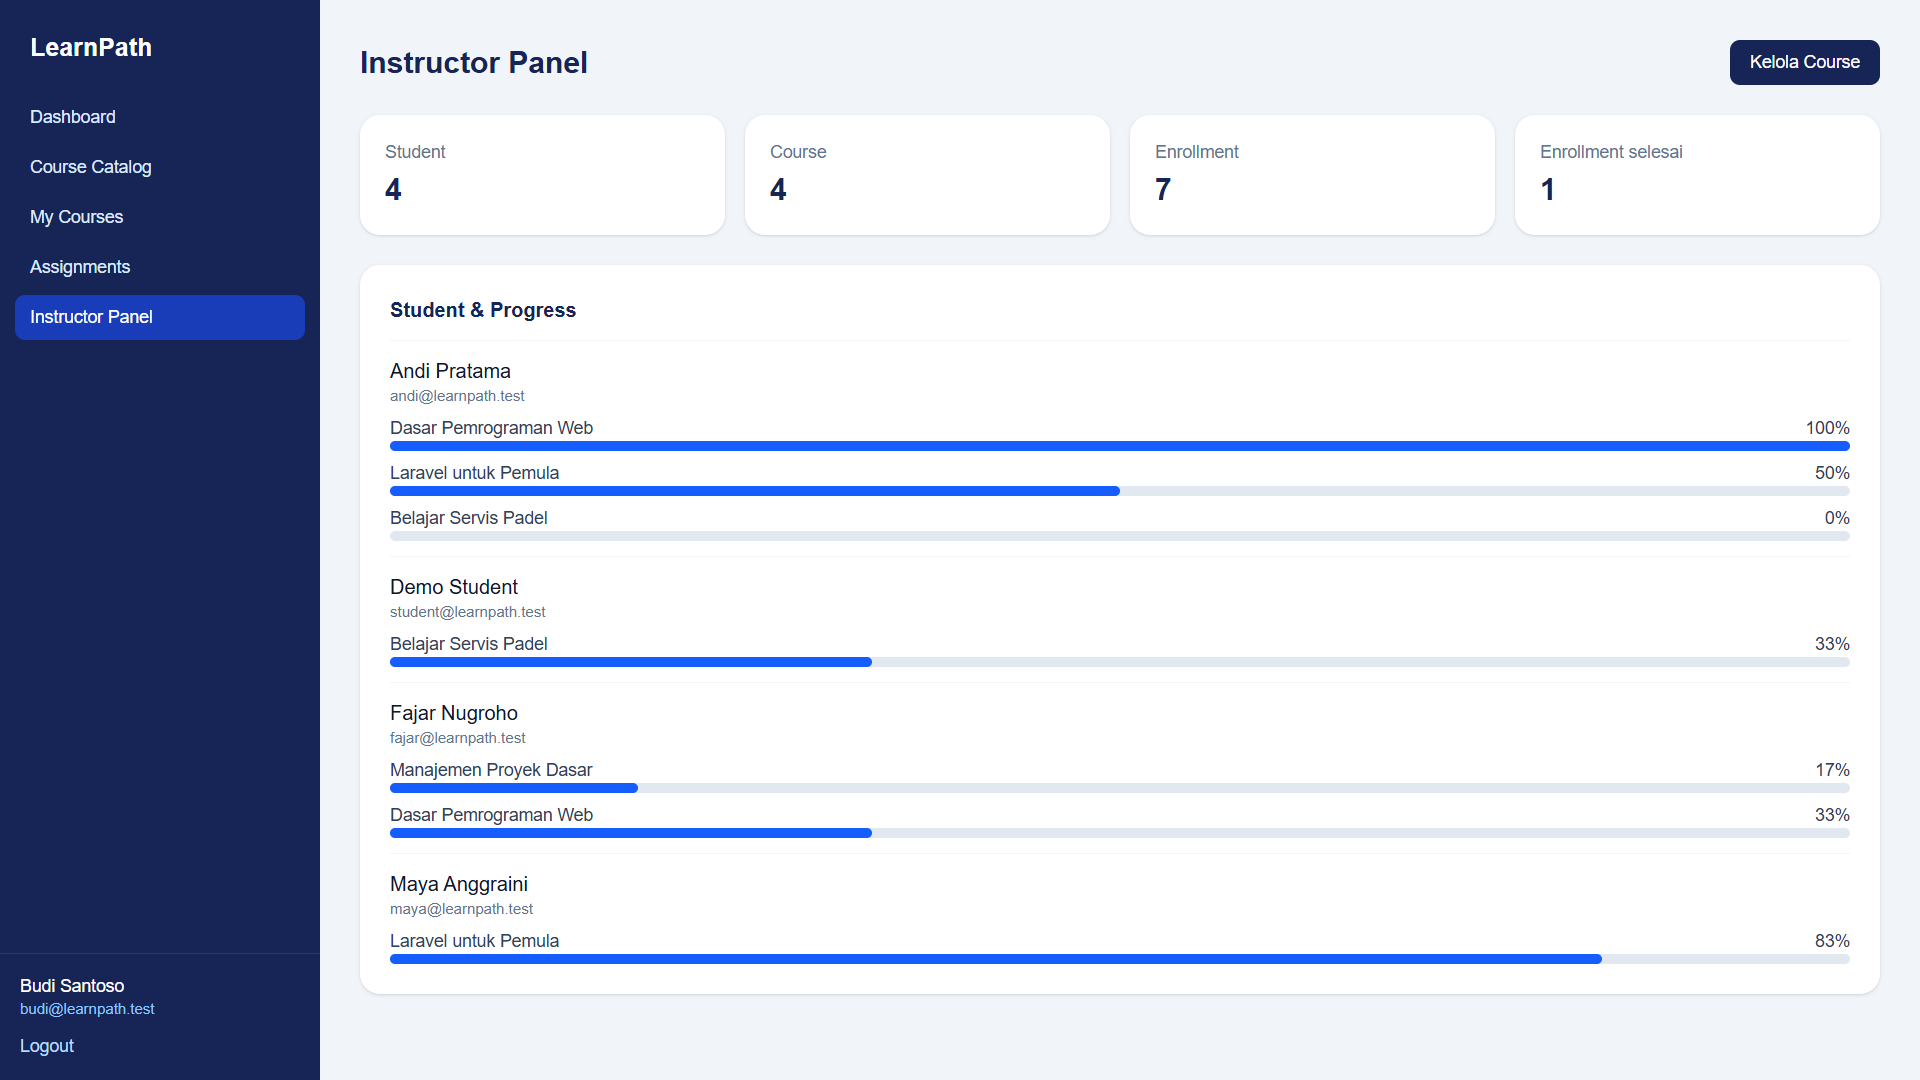 LearnPath
Dashboard
Course Catalog
My Courses
Assignments
Instructor Panel
Budi Santoso
budi@learnpath.test
Logout
Instructor Panel
Kelola Course
Student
4
Course
4
Enrollment
7
Enrollment selesai
1
Student & Progress
Andi Pratama
andi@learnpath.test
Dasar Pemrograman Web 100%
Laravel untuk Pemula 50%
Belajar Servis Padel 0%
Demo Student
student@learnpath.test
Belajar Servis Padel 33%
Fajar Nugroho
fajar@learnpath.test
Manajemen Proyek Dasar 17%
Dasar Pemrograman Web 33%
Maya Anggraini
maya@learnpath.test
Laravel untuk Pemula 83%